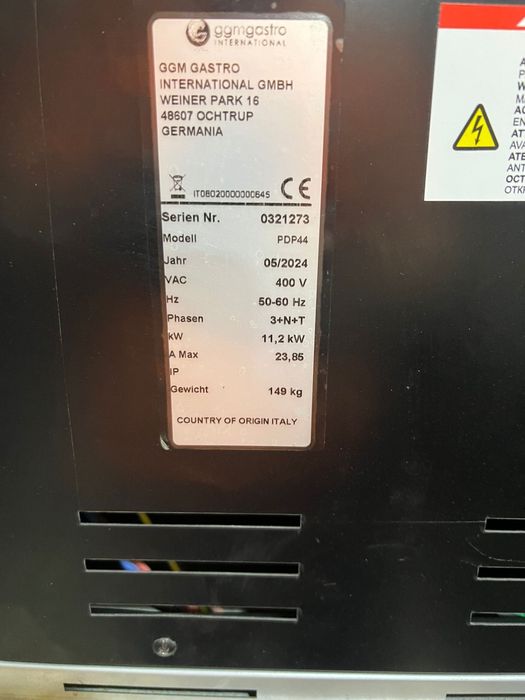 ggmgastro
INTERNATIONAL
GGM GASTRO
INTERNATIONAL GMBH
WEINER PARK 16
48607 OCHTRUP
GERMANIA
IT08020000000645 CE
Serien Nr. 0321273
Modell PDP44
Jahr 05/2024
VAC 400 V
Hz 50-60 Hz
Phasen 3+N+T
kW 11,2 kW
A Max 23,85
IP
Gewicht 149 kg
COUNTRY OF ORIGIN ITALY